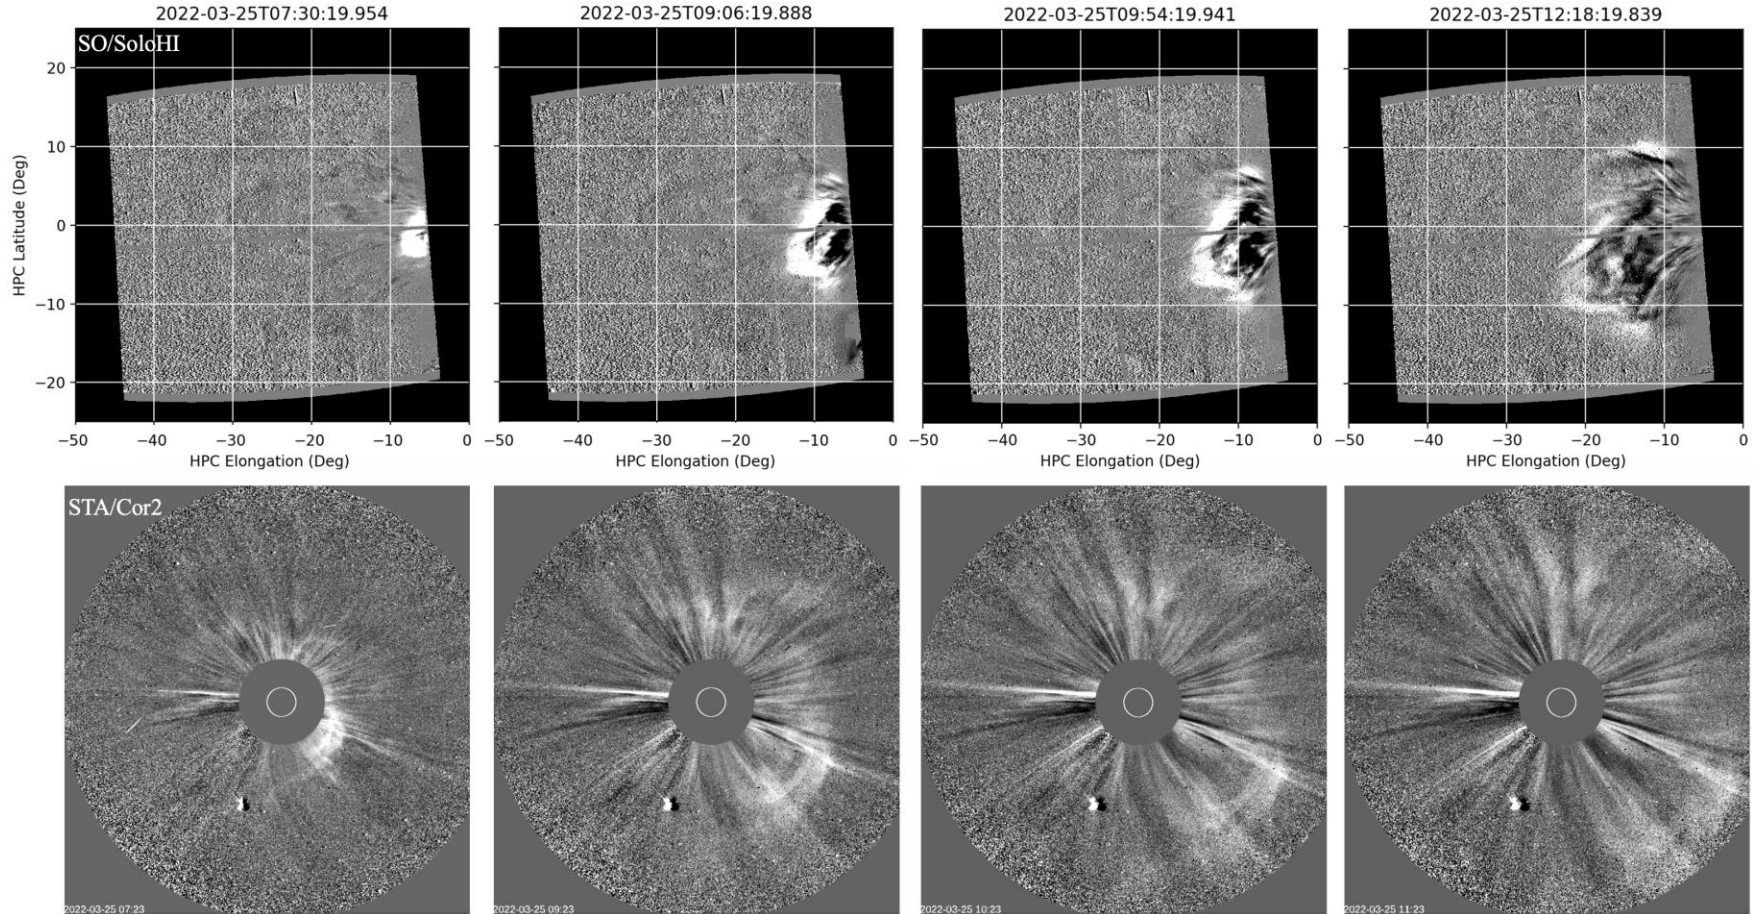 2022-03-25T07:30:19.954 2022-03-25T09:06:19.888 2022-03-25T09:54:19.941 2022-03-25T12:18:19.839
SO/SoloHI
20
10
0
−10
−20
HPC Latitude (Deg)
−50 −40 −30 −20 −10 0 −50 −40 −30 −20 −10 0 −50 −40 −30 −20 −10 0 −50 −40 −30 −20 −10 0
HPC Elongation (Deg) HPC Elongation (Deg) HPC Elongation (Deg) HPC Elongation (Deg)
STA/Cor2
2022-03-25 07:23 2022-03-25 09:23 2022-03-25 10:23 2022-03-25 11:23